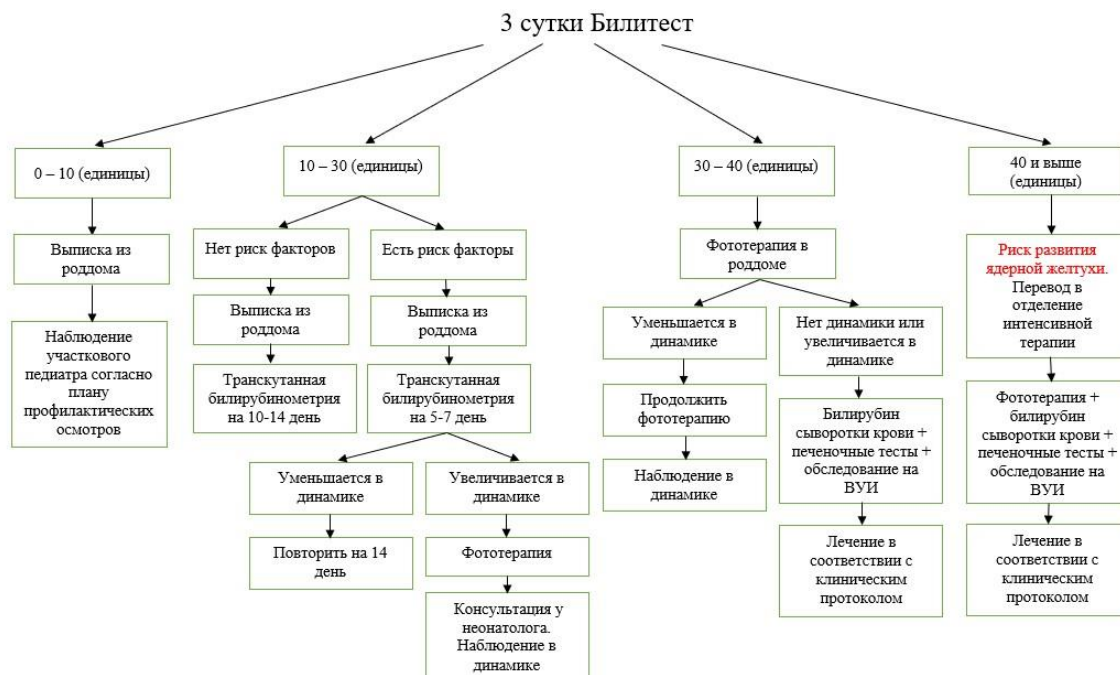 3 сутки Билитест
0 – 10 (единицы)
Выписка из
роддома
Наблюдение
участкового
педиатра согласно
плану
профилактических
осмотров
10 – 30 (единицы)
Нет риск факторов
Выписка из
роддома
Транскутанная
билирубинометрия
на 10-14 день
Есть риск факторы
Выписка из
роддома
Транскутанная
билирубинометрия
на 5-7 день
Уменьшается в
динамике
Повторить на 14
день
Увеличивается в
динамике
Фототерапия
Консультация у
неонатолога.
Наблюдение в
динамике
30 – 40 (единицы)
Фототерапия в
роддоме
Уменьшается в
динамике
Продолжить
фототерапию
Наблюдение в
динамике
Нет динамики или
увеличивается в
динамике
Билирубин
сыворотки крови +
печеночные тесты +
обследование на
ВУИ
Лечение в
соответствии с
клиническим
протоколом
40 и выше
(единицы)
Риск развития
ядерной желтухи.
Перевод в
отделение
интенсивной
терапии
Фототерапия +
билирубин
сыворотки крови +
печеночные тесты +
обследование на
ВУИ
Лечение в
соответствии с
клиническим
протоколом